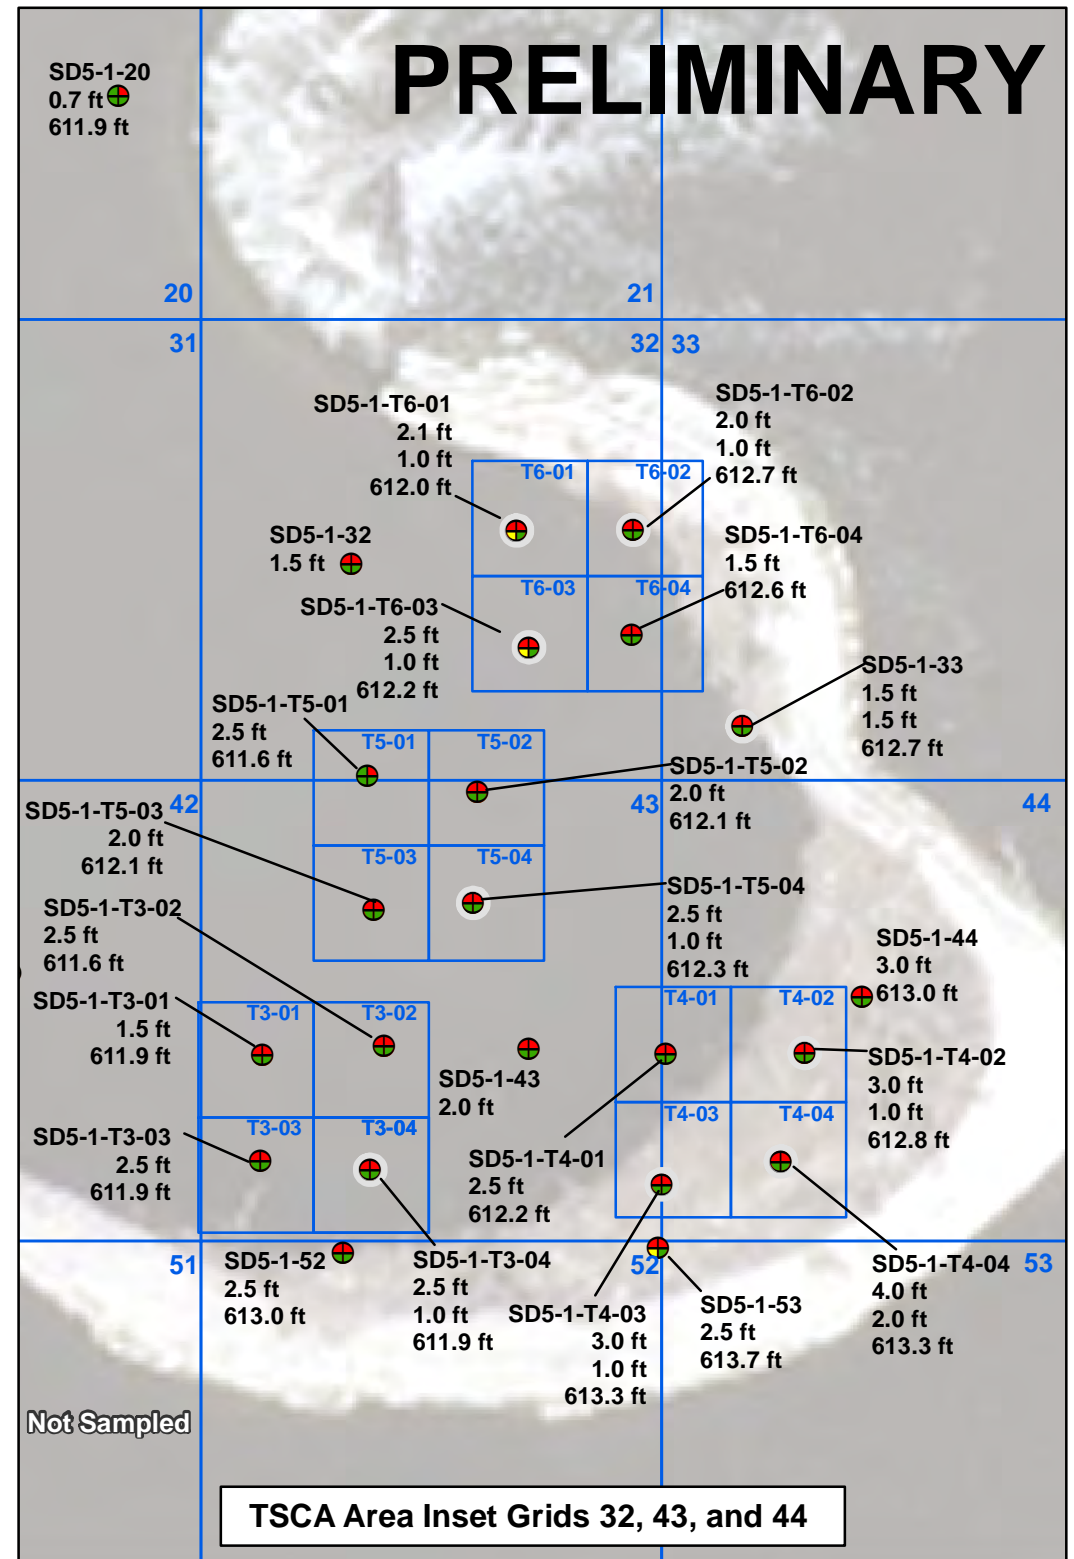 PRELIMINARY
SD5-1-20
0.7 ft
611.9 ft
20
21
31
32
33
SD5-1-T6-01
2.1 ft
1.0 ft
612.0 ft
SD5-1-T6-02
2.0 ft
1.0 ft
612.7 ft
T6-01
T6-02
SD5-1-32
1.5 ft
SD5-1-T6-04
1.5 ft
612.6 ft
T6-03
T6-04
SD5-1-T6-03
2.5 ft
1.0 ft
612.2 ft
SD5-1-33
1.5 ft
1.5 ft
612.7 ft
SD5-1-T5-01
2.5 ft
611.6 ft
T5-01
T5-02
SD5-1-T5-02
2.0 ft
612.1 ft
42
43
44
SD5-1-T5-03
2.0 ft
612.1 ft
T5-03
T5-04
SD5-1-T5-04
2.5 ft
1.0 ft
612.3 ft
SD5-1-T3-02
2.5 ft
611.6 ft
SD5-1-44
3.0 ft
613.0 ft
SD5-1-T3-01
1.5 ft
611.9 ft
T3-01
T3-02
T4-01
T4-02
SD5-1-43
2.0 ft
SD5-1-T4-02
3.0 ft
1.0 ft
612.8 ft
SD5-1-T3-03
2.5 ft
611.9 ft
T3-03
T3-04
T4-03
T4-04
SD5-1-T4-01
2.5 ft
612.2 ft
51
52
53
SD5-1-52
2.5 ft
613.0 ft
SD5-1-T3-04
2.5 ft
1.0 ft
611.9 ft
SD5-1-T4-03
3.0 ft
1.0 ft
613.3 ft
SD5-1-53
2.5 ft
613.7 ft
SD5-1-T4-04
4.0 ft
2.0 ft
613.3 ft
Not Sampled
TSCA Area Inset Grids 32, 43, and 44